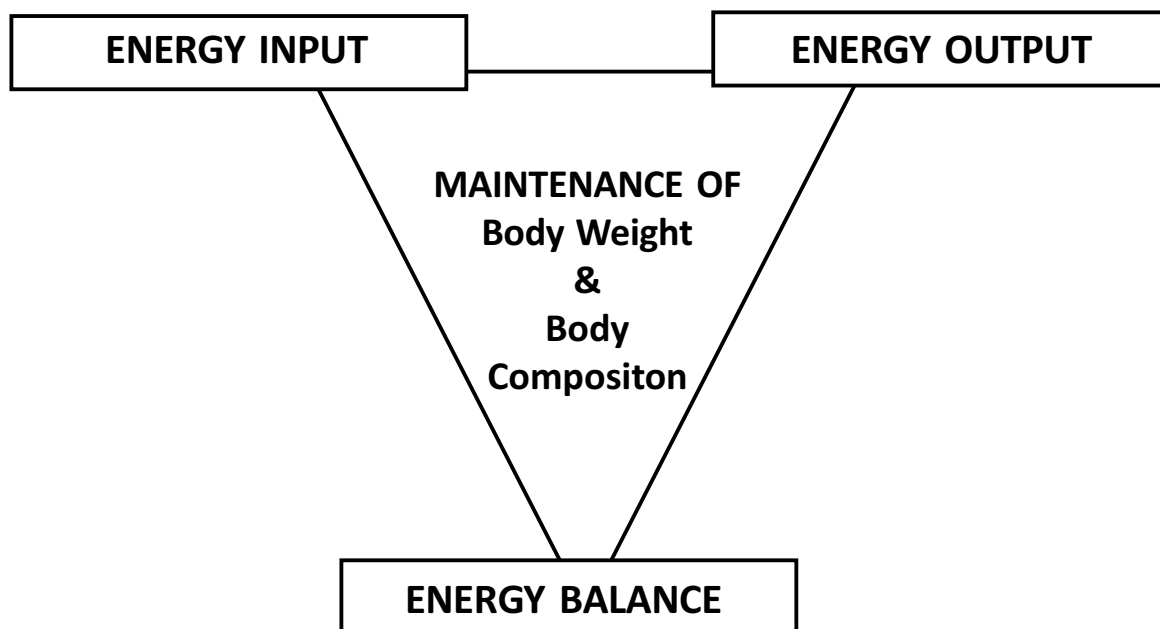 ENERGY INPUT
ENERGY OUTPUT
MAINTENANCE OF
Body Weight
&
Body
Compositon
ENERGY BALANCE